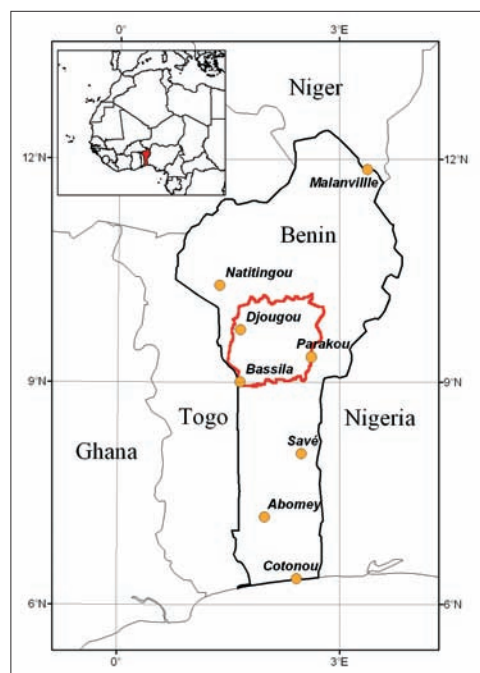 0°
3°E
Niger
12°N
12°N
Malanvillle
Benin
Natitingou
Djougou
Parakou
Bassila
9°N
9°N
Togo
Nigeria
Ghana
Savé
Abomey
Cotonou
6°N
6°N
0°
3°E